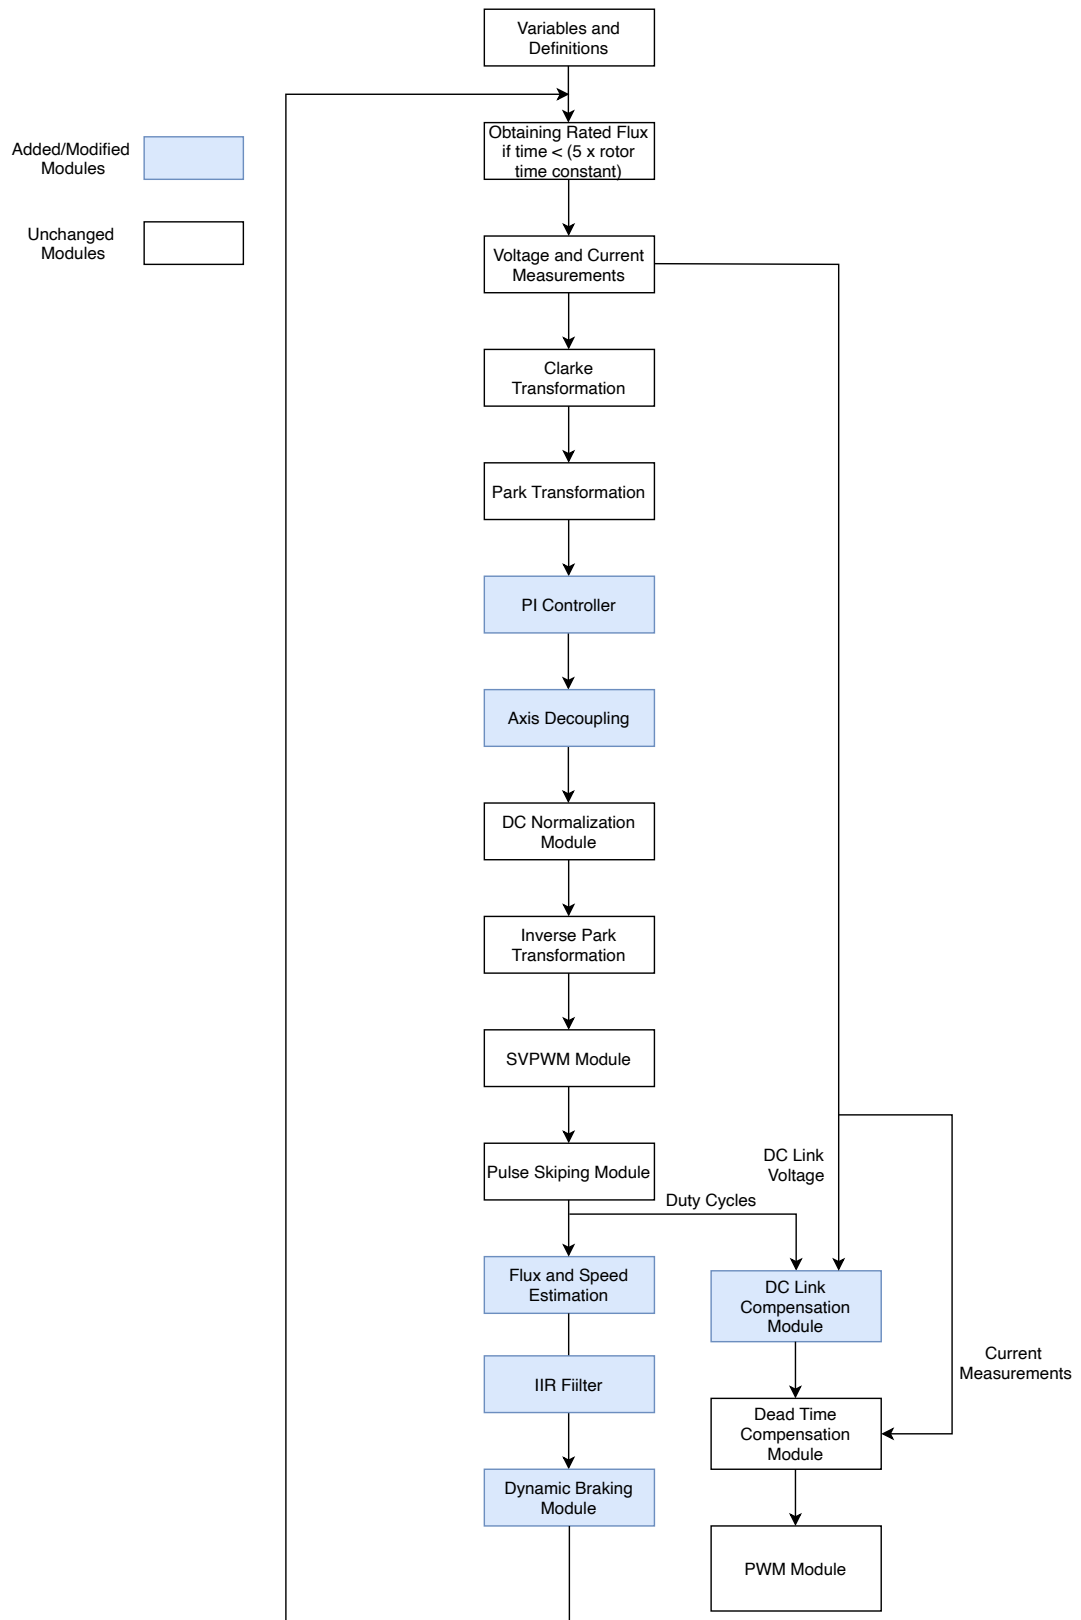 Variables and
Definitions
Obtaining Rated Flux
if time < (5 x rotor
time constant)
Added/Modified
Modules
Unchanged
Modules
Voltage and Current
Measurements
Clarke
Transformation
Park Transformation
PI Controller
Axis Decoupling
DC Normalization
Module
Inverse Park
Transformation
SVPWM Module
Pulse Skiping Module
DC Link
Voltage
Duty Cycles
Flux and Speed
Estimation
DC Link
Compensation
Module
IIR Fiilter
Current
Measurements
Dead Time
Compensation
Module
Dynamic Braking
Module
PWM Module